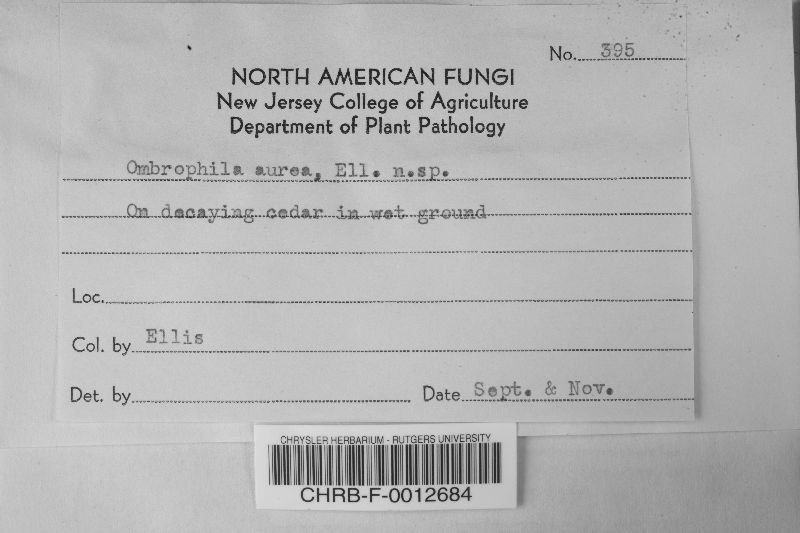 No. 395
NORTH AMERICAN FUNGI
New Jersey College of Agriculture
Department of Plant Pathology
Ombrophila aurea, Ell. n.sp.
On decaying cedar in wet ground
Loc.
Col. by Ellis
Det. by Date Sept. & Nov.
CHRYSLER HERBARIUM - RUTGERS UNIVERSITY
CHRB-F-0012684